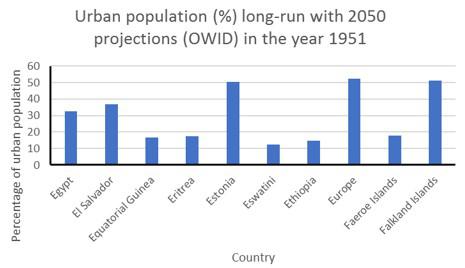 Urban population (%) long-run with 2050
projections (OWID) in the year 1951
Percentage of urban population
60
50
40
30
20
10
0
Egypt
El Salvador
Equatorial Guinea
Eritrea
Estonia
Eswatini
Ethiopia
Europe
Faeroe Islands
Falkland Islands
Country